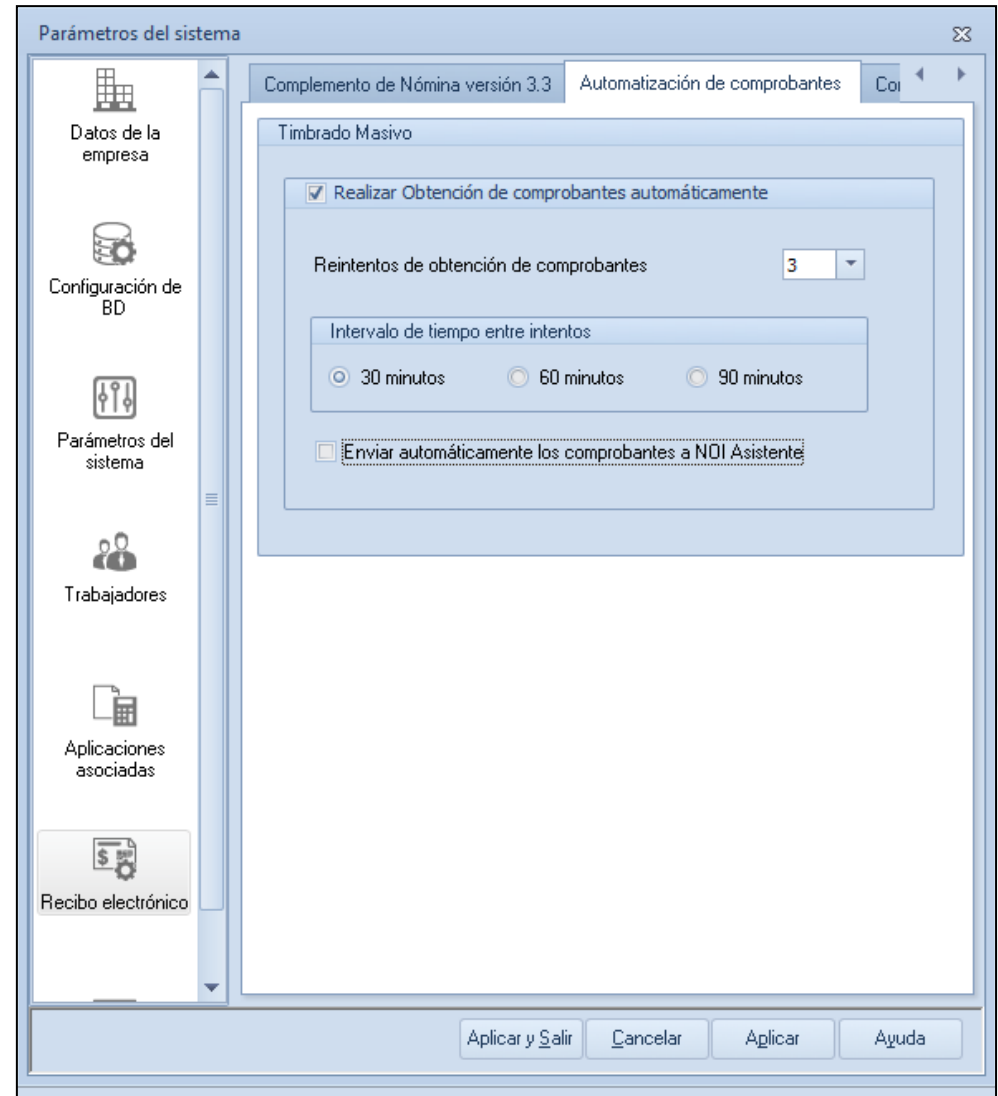 Parámetros del sistema
Datos de la
empresa
Configuración de
BD
Parámetros del
sistema
Trabajadores
Aplicaciones
asociadas
Recibo electrónico
Complemento de Nómina versión 3.3
Automatización de comprobantes
Timbrado Masivo
Realizar Obtención de comprobantes automáticamente
Reintentos de obtención de comprobantes
3
Intervalo de tiempo entre intentos
30 minutos
60 minutos
90 minutos
Enviar automáticamente los comprobantes a NOI Asistente
Aplicar y Salir
Cancelar
Aplicar
Ayuda